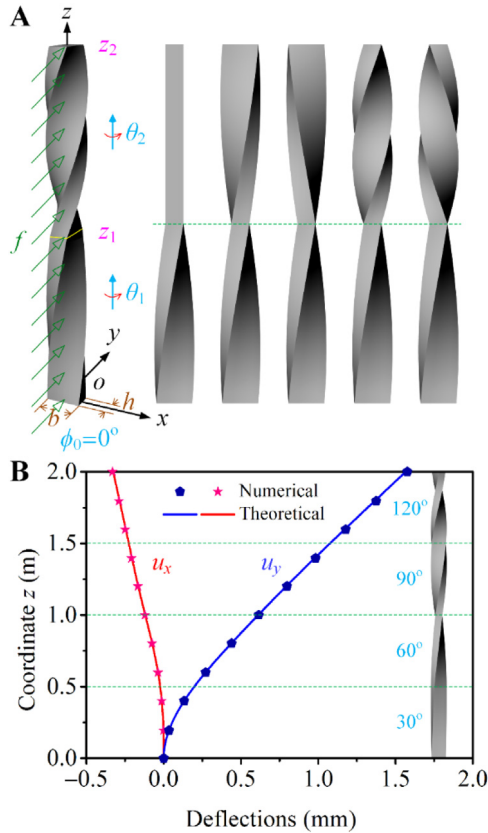 A
z
z₂
θ₂
f
z₁
θ₁
y
o
h
b
x
ϕ₀=0°
B
2.0
1.5
1.0
0.5
0.0
Coordinate z (m)
Numerical
Theoretical
uₓ
u_y
120°
90°
60°
30°
−0.5
0.0
0.5
1.0
1.5
2.0
Deflections (mm)